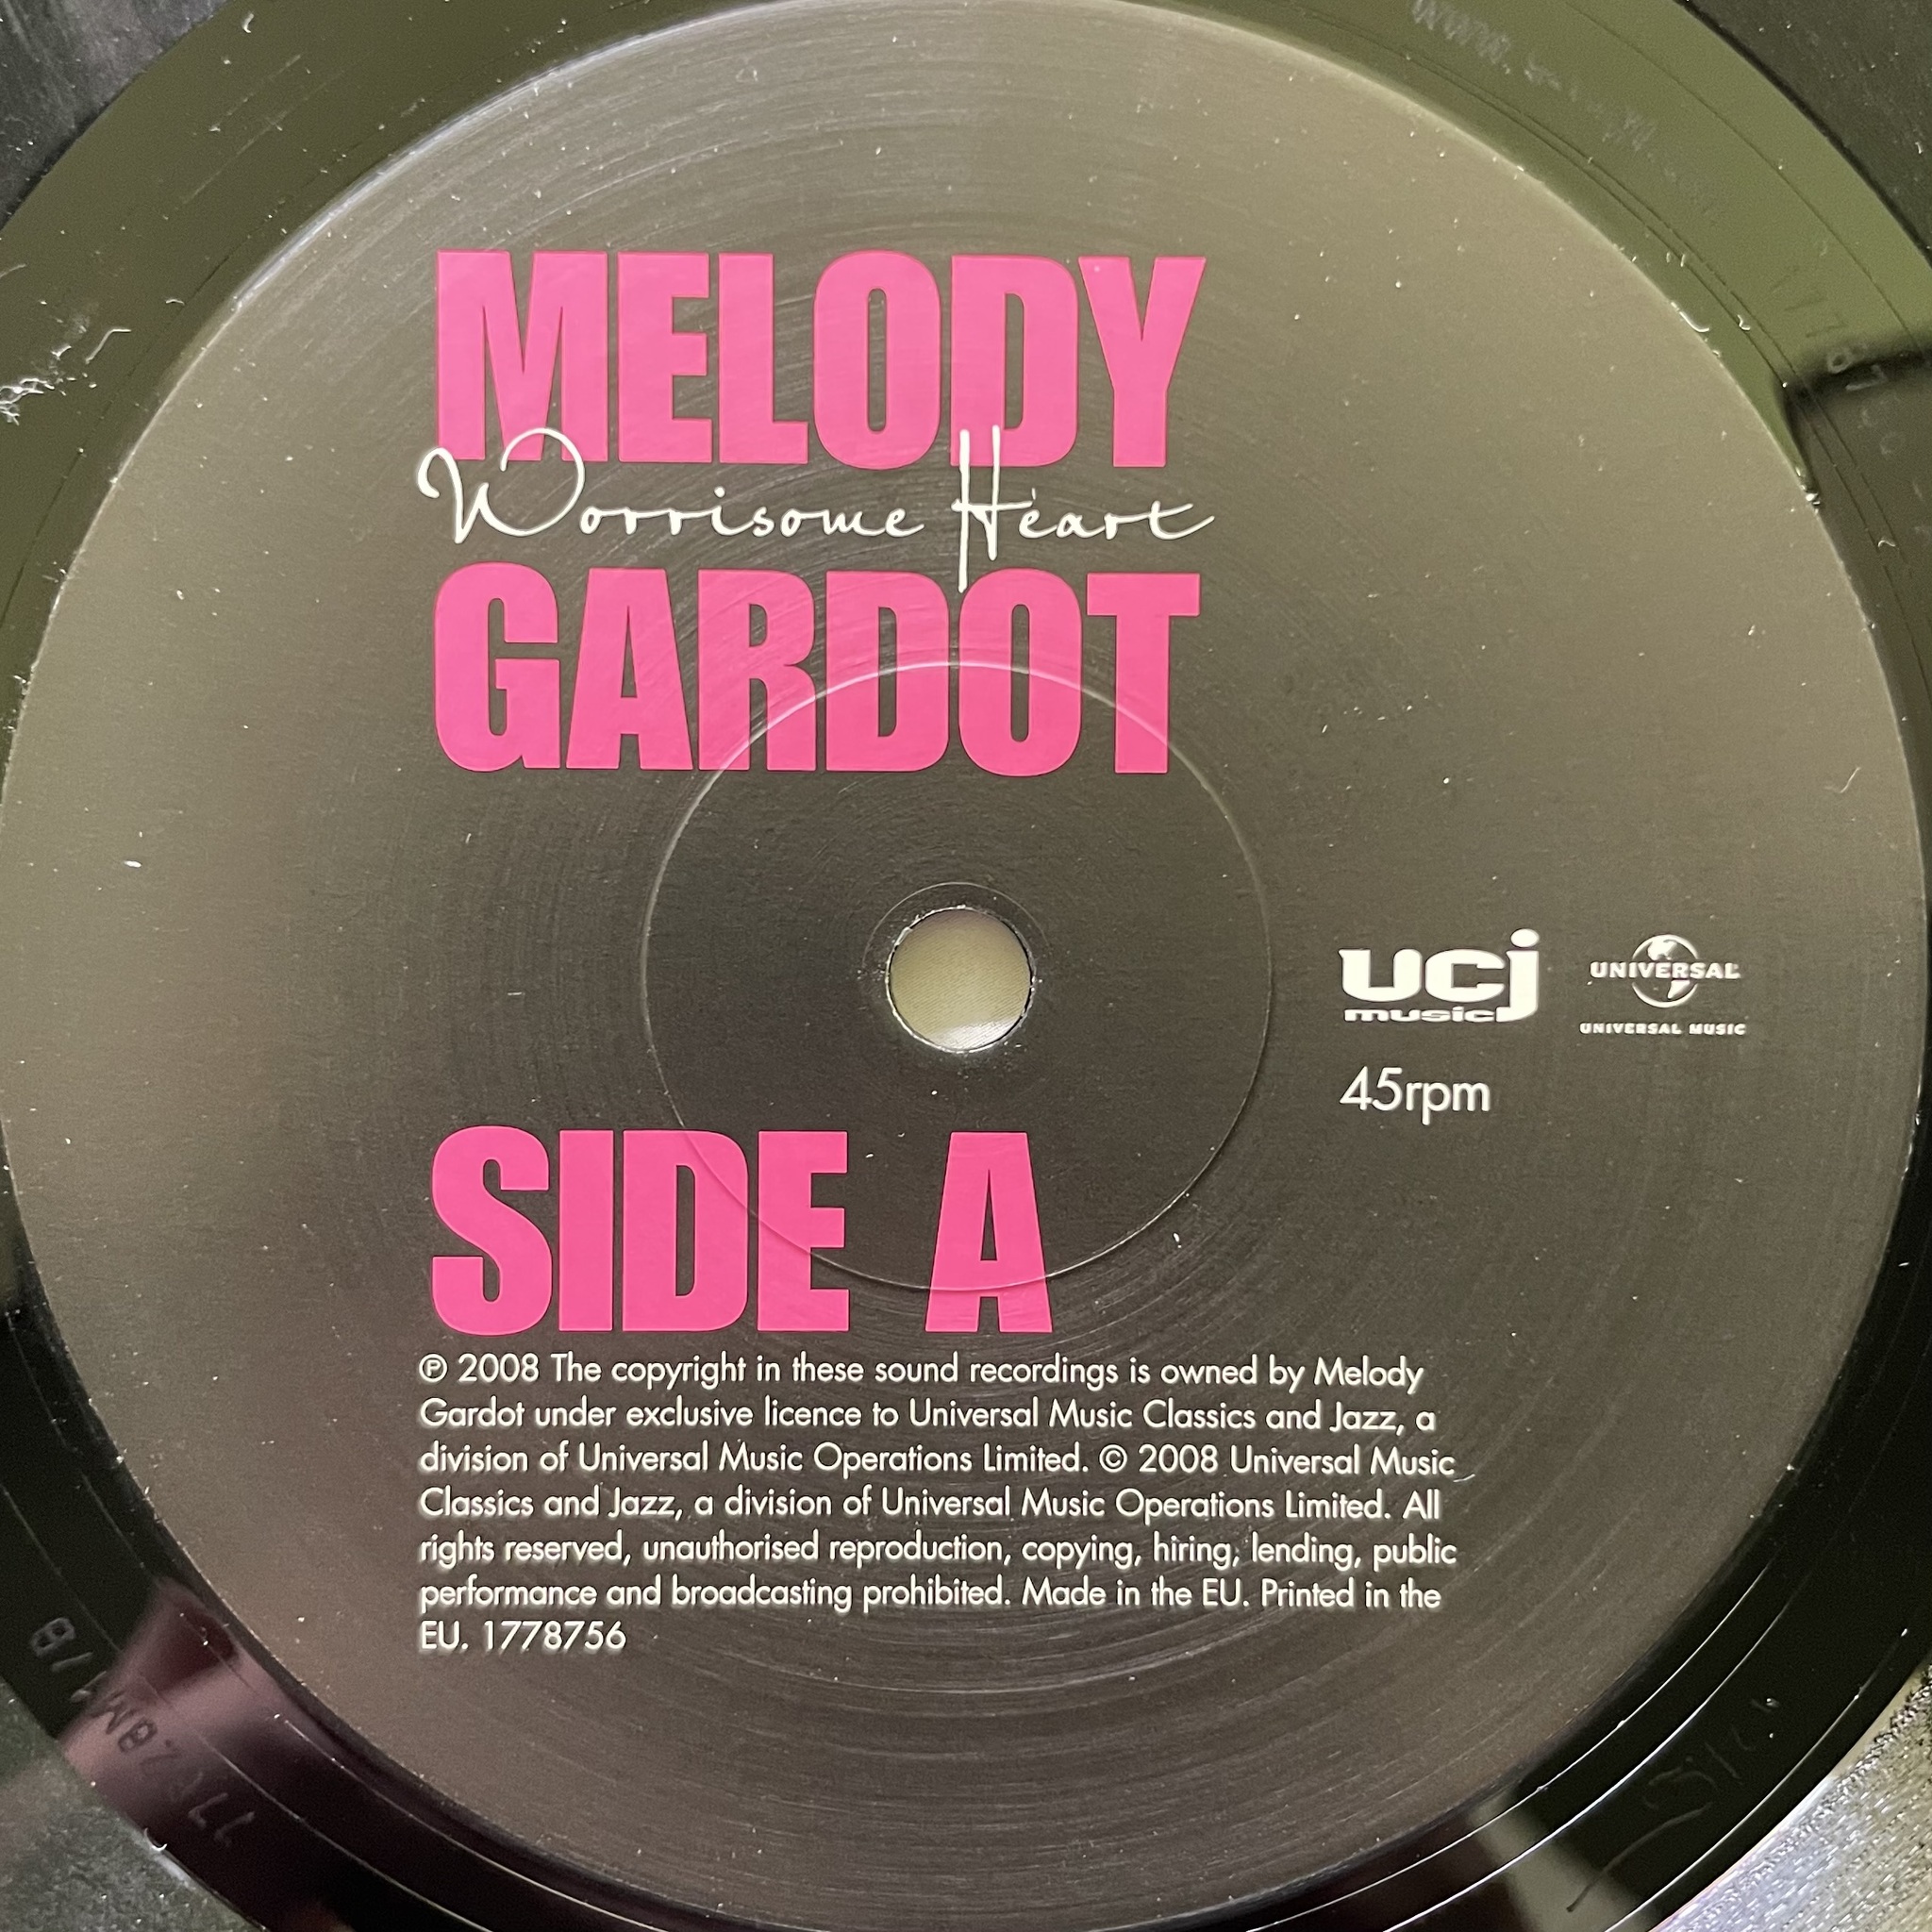 MELODY
Worrisome Heart
GARDOT
ucj
music
UNIVERSAL
UNIVERSAL MUSIC
45rpm
SIDE A
℗ 2008 The copyright in these sound recordings is owned by Melody
Gardot under exclusive licence to Universal Music Classics and Jazz, a
division of Universal Music Operations Limited. © 2008 Universal Music
Classics and Jazz, a division of Universal Music Operations Limited. All
rights reserved, unauthorised reproduction, copying, hiring, lending, public
performance and broadcasting prohibited. Made in the EU. Printed in the
EU. 1778756